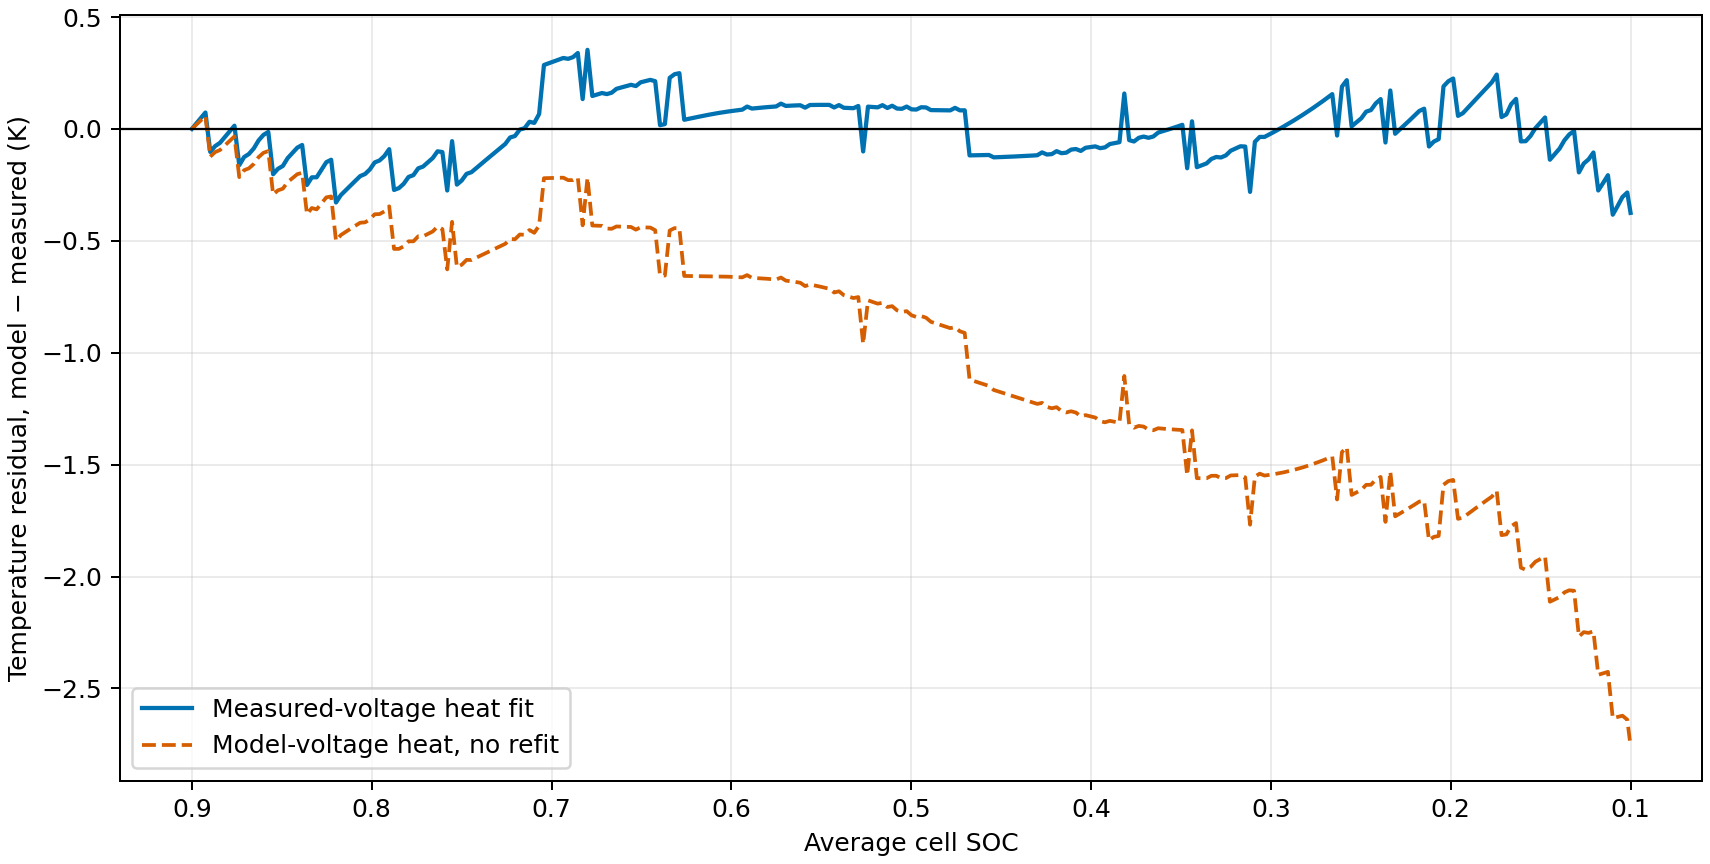 0.5
0.0
−0.5
−1.0
−1.5
−2.0
−2.5
Temperature residual, model − measured (K)
Measured-voltage heat fit
Model-voltage heat, no refit
0.9 0.8 0.7 0.6 0.5 0.4 0.3 0.2 0.1
Average cell SOC